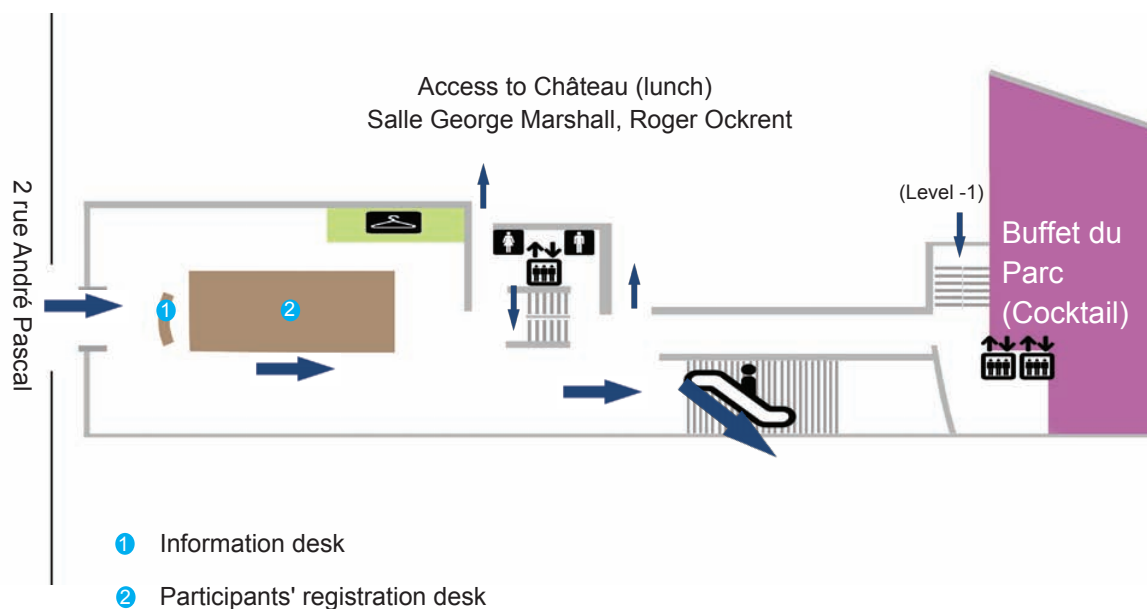 Access to Château (lunch)
Salle George Marshall, Roger Ockrent
2 rue André Pascal
(Level -1)
Buffet du
Parc
(Cocktail)
1
2
1 Information desk
2 Participants' registration desk